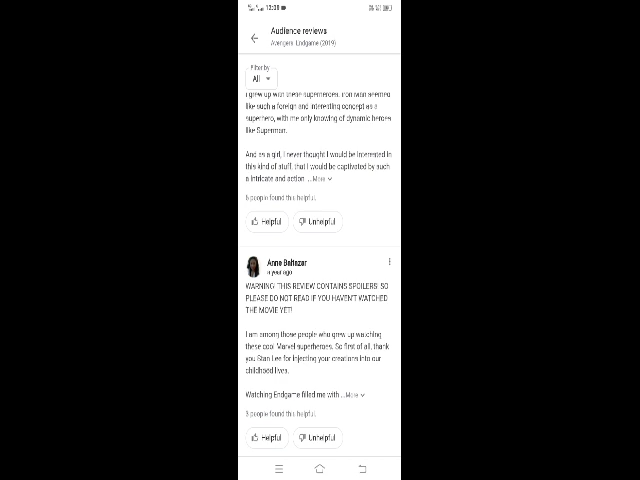 12:08
Audience reviews
Avengers: Endgame (2019)
Filter by
All
I grew up with these superheroes. Iron Man seemed
like such a foreign and interesting concept as a
superhero, with me only knowing of dynamic heroes
like Superman.
And as a girl, I never thought I would be interested in
this kind of stuff, that I would be captivated by such
a intricate and action ... More
6 people found this helpful.
Helpful
Unhelpful
Anne Baltazar
a year ago
WARNING! THIS REVIEW CONTAINS SPOILERS! SO
PLEASE DO NOT READ IF YOU HAVEN'T WATCHED
THE MOVIE YET!
I am among those people who grew up watching
these cool Marvel superheroes. So first of all, thank
you Stan Lee for injecting your creations into our
childhood lives.
Watching Endgame filled me with ... More
3 people found this helpful.
Helpful
Unhelpful